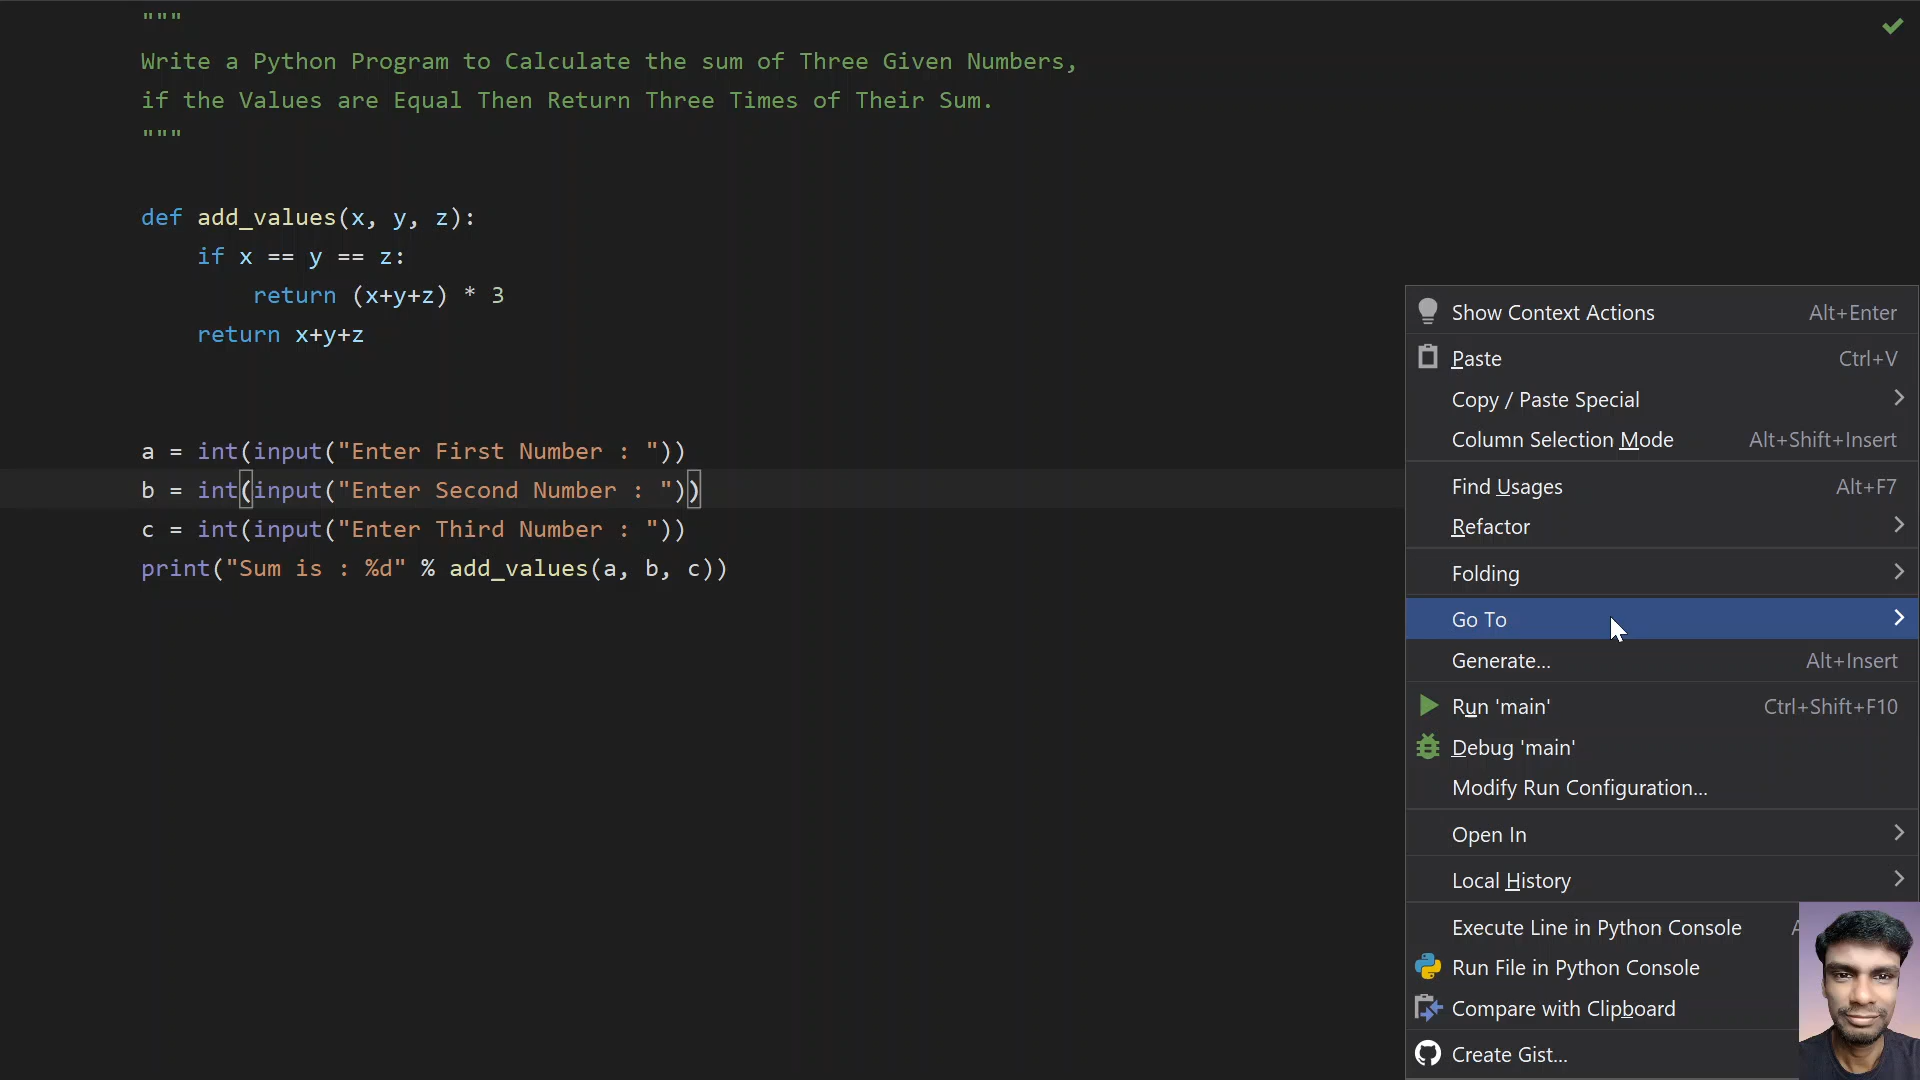 """
Write a Python Program to Calculate the sum of Three Given Numbers,
if the Values are Equal Then Return Three Times of Their Sum.
"""
def add_values(x, y, z):
    if x == y == z:
        return (x+y+z) * 3
    return x+y+z
a = int(input("Enter First Number : "))
b = int(input("Enter Second Number : "))
c = int(input("Enter Third Number : "))
print("Sum is : %d" % add_values(a, b, c))
Show Context Actions Alt+Enter
Paste Ctrl+V
Copy / Paste Special
Column Selection Mode Alt+Shift+Insert
Find Usages Alt+F7
Refactor
Folding
Go To
Generate... Alt+Insert
Run 'main' Ctrl+Shift+F10
Debug 'main'
Modify Run Configuration...
Open In
Local History
Execute Line in Python Console
Run File in Python Console
Compare with Clipboard
Create Gist...